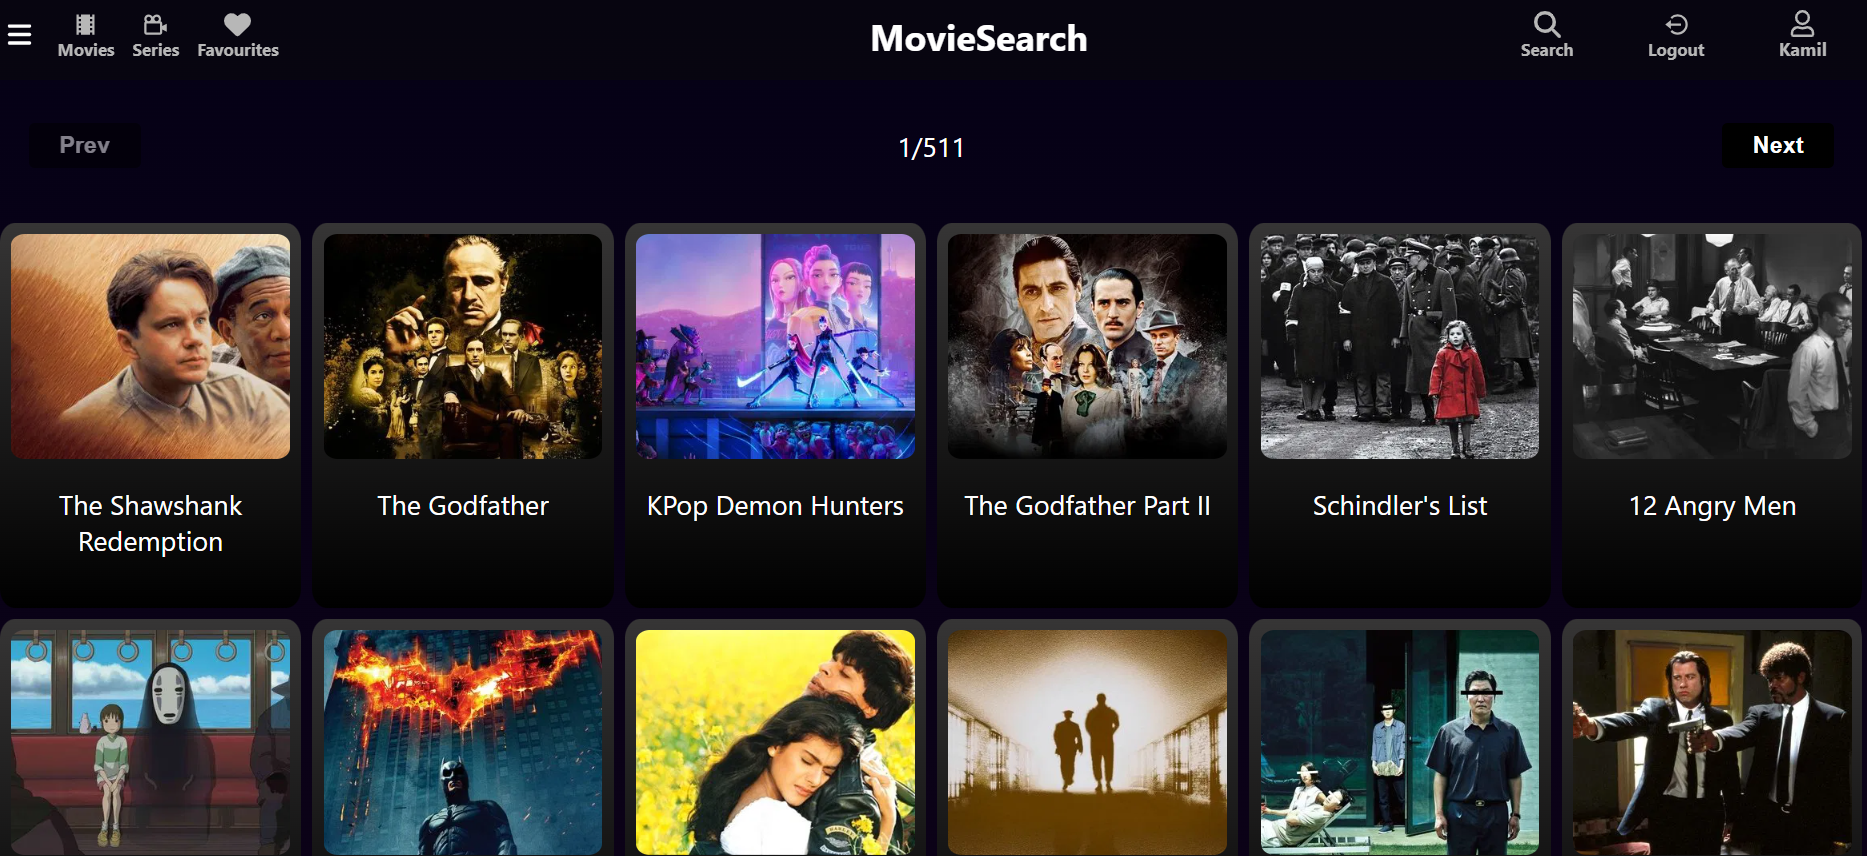 Movies
Series
Favourites
MovieSearch
Search
Logout
Kamil
Prev
1/511
Next
The Shawshank
Redemption
The Godfather
KPop Demon Hunters
The Godfather Part II
Schindler's List
12 Angry Men